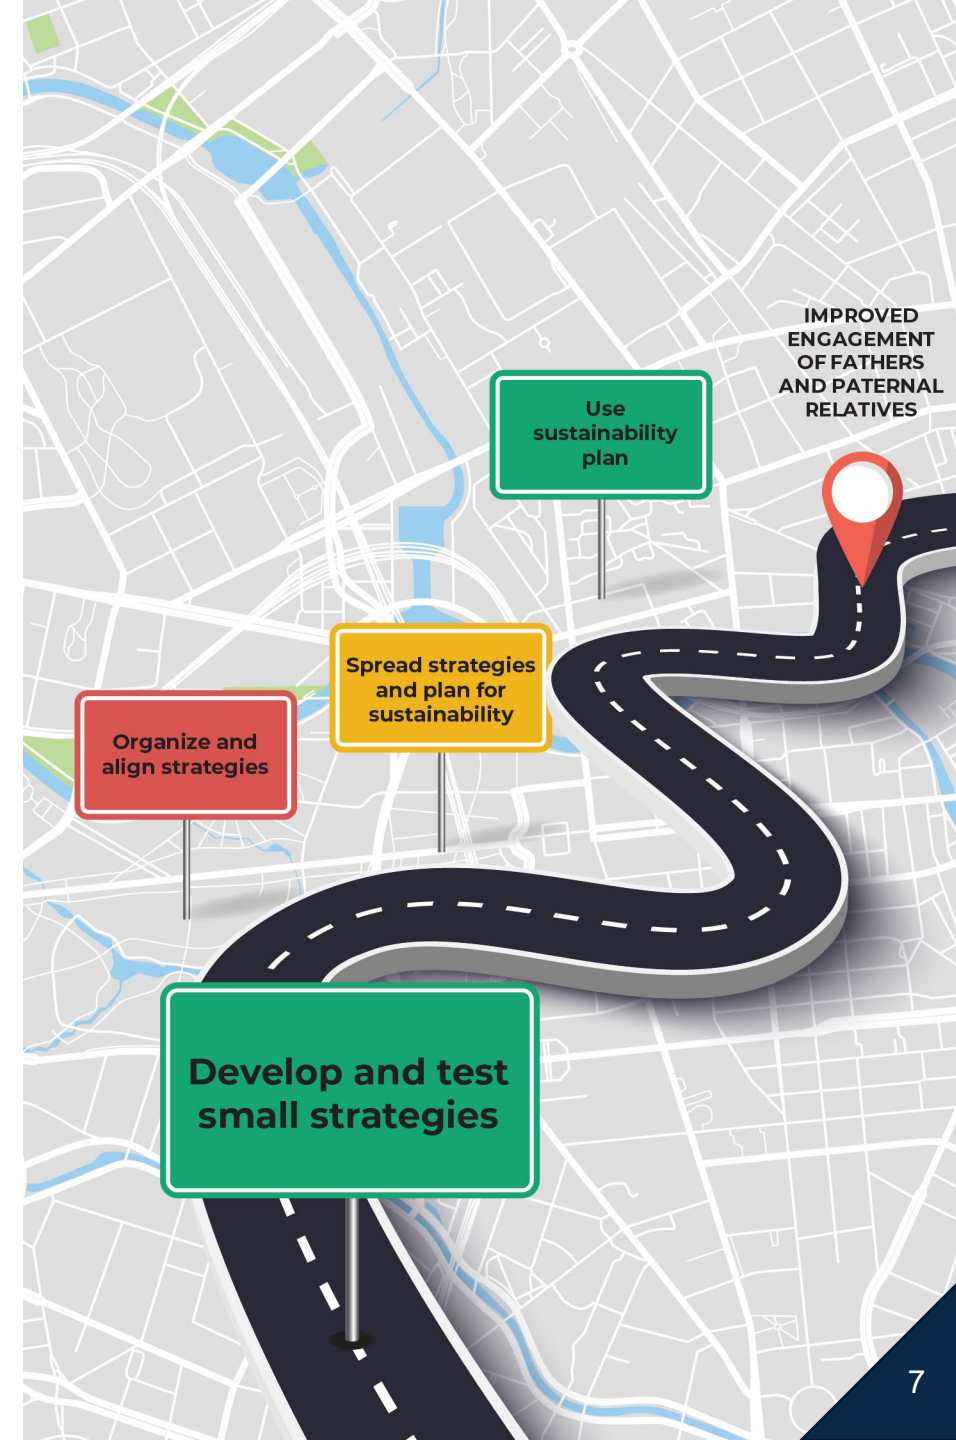 IMPROVED
ENGAGEMENT
OF FATHERS
AND PATERNAL
RELATIVES
Use
sustainability
plan
Spread strategies
and plan for
sustainability
Organize and
align strategies
Develop and test
small strategies
7